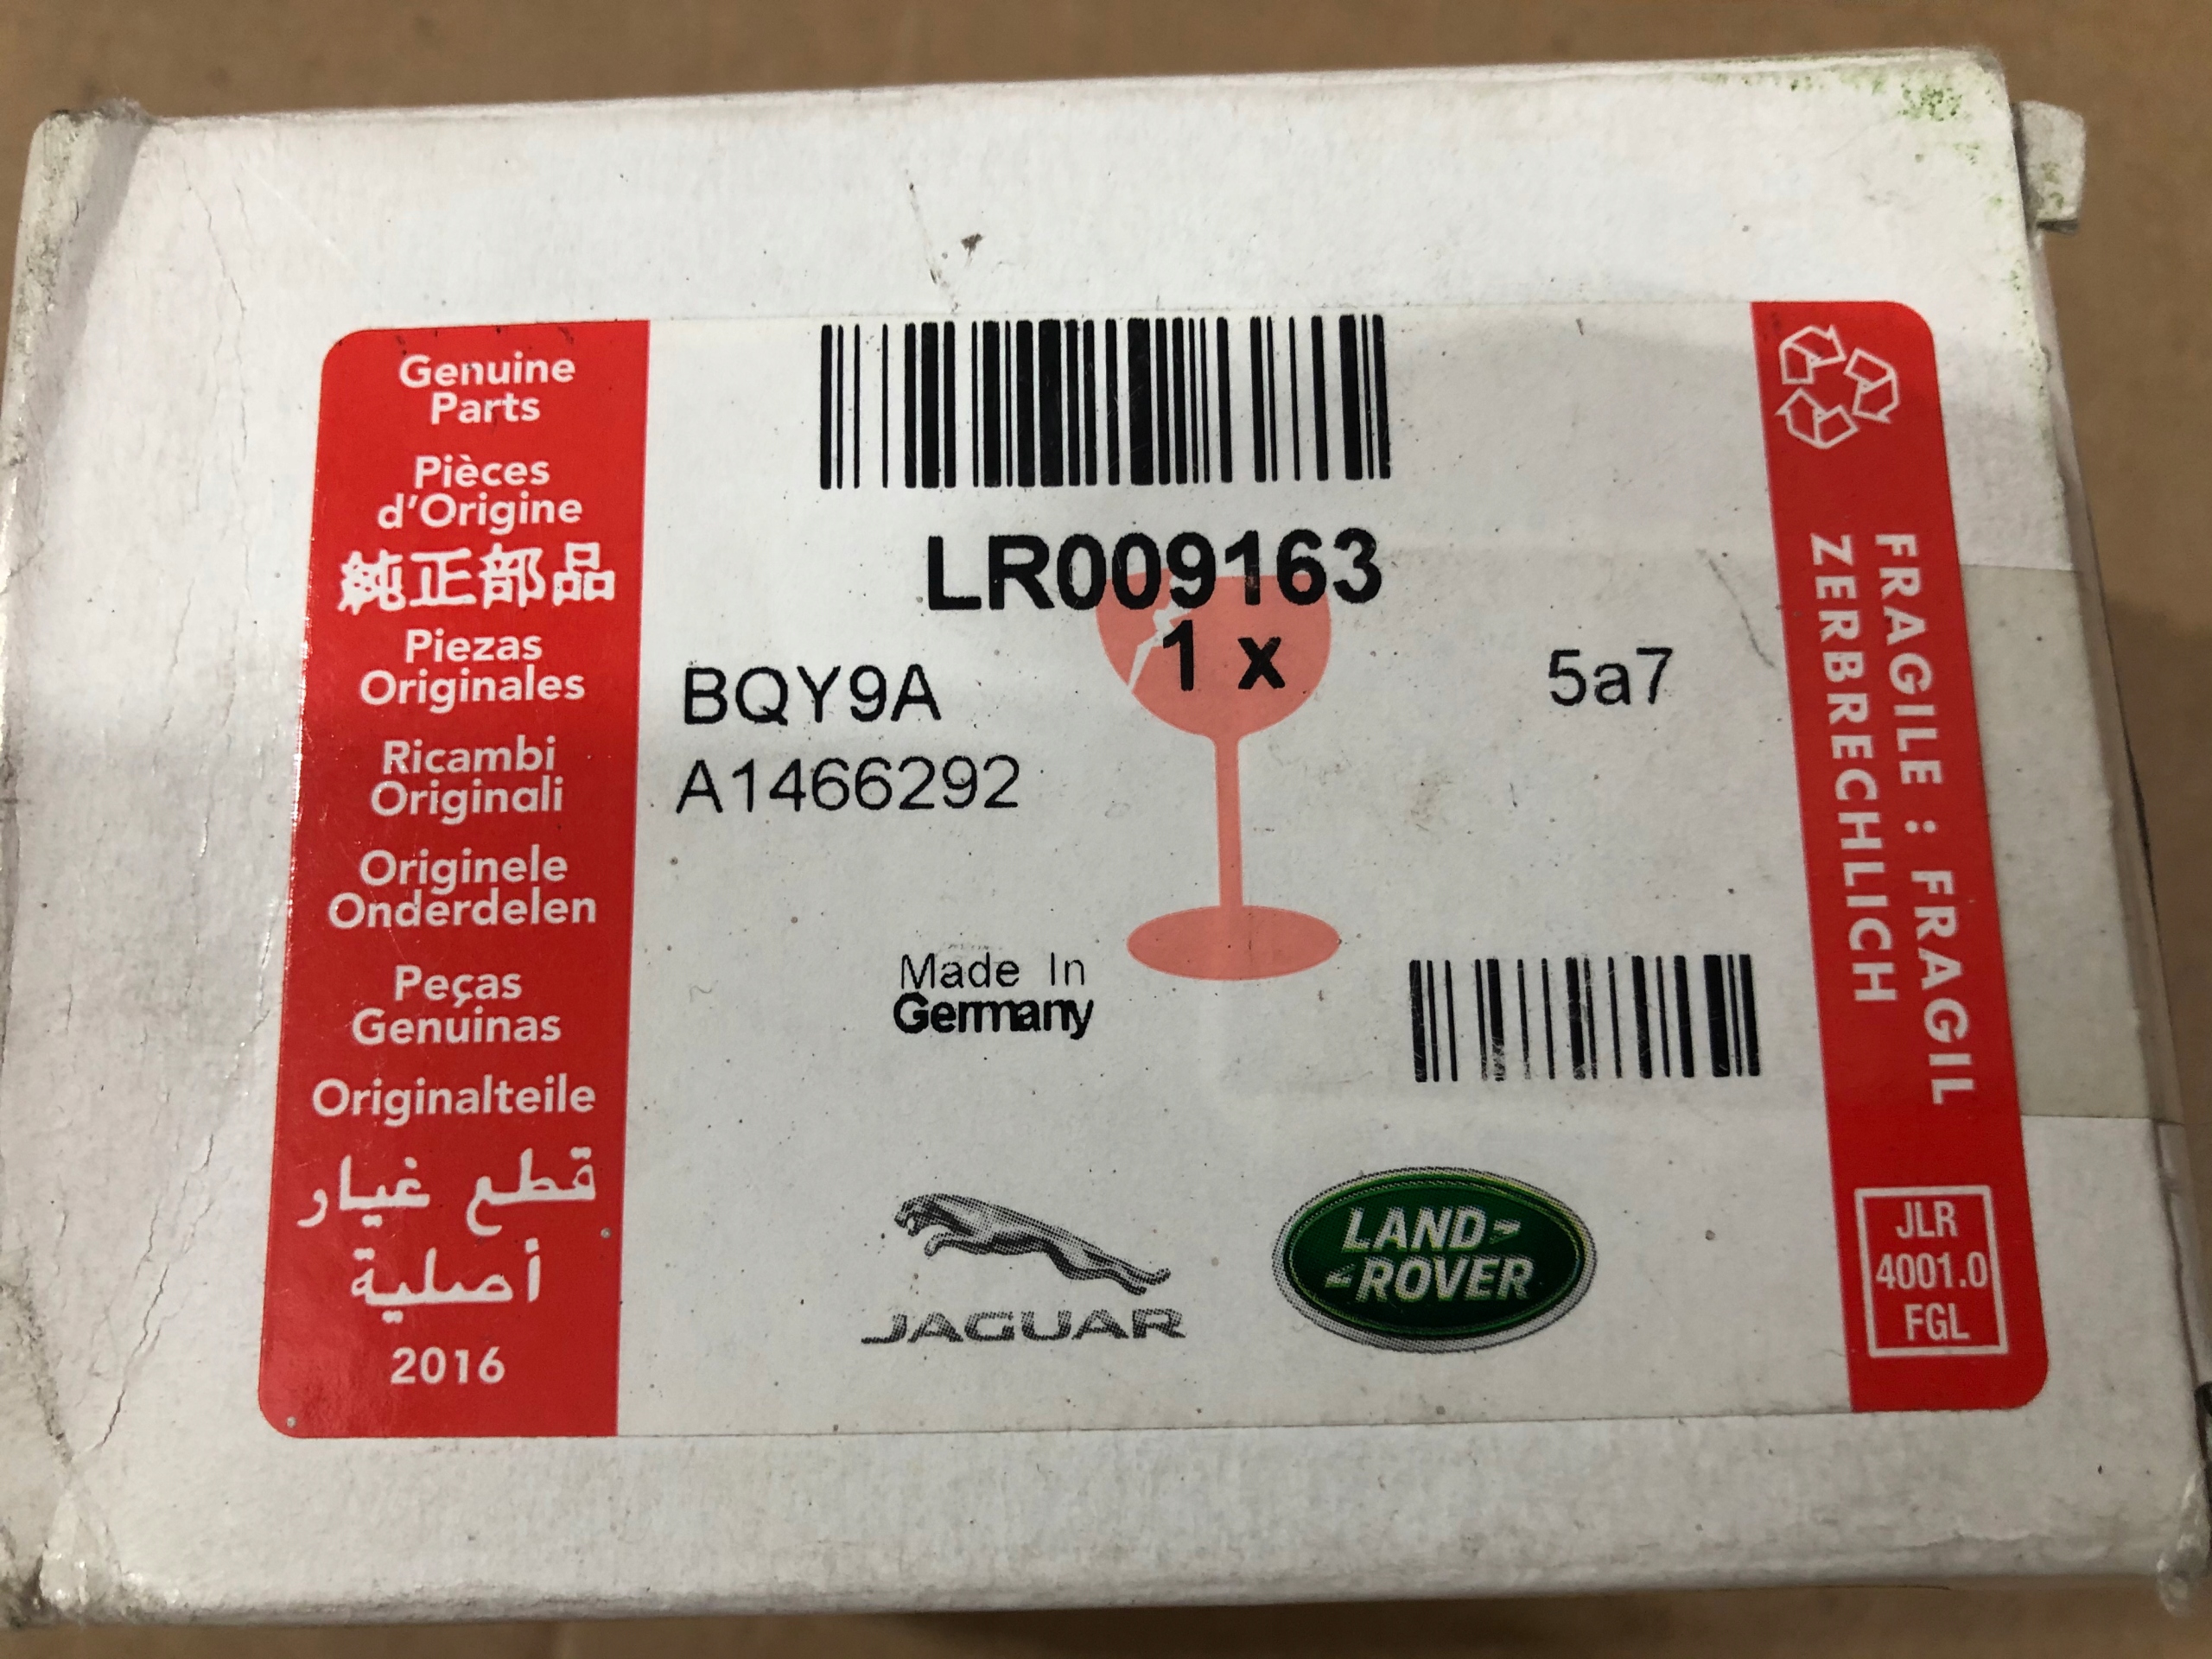 Genuine
Parts
Pièces
d'Origine
純正部品
Piezas
Originales
Ricambi
Originali
Originele
Onderdelen
Peças
Genuinas
Originalteile
قطع غيار
أصلية
2016
LR009163
1 x
BQY9A
5a7
A1466292
Made In
Germany
JAGUAR
LAND-
-ROVER
FRAGILE : FRAGIL
ZERBRECHLICH
JLR
4001.0
FGL